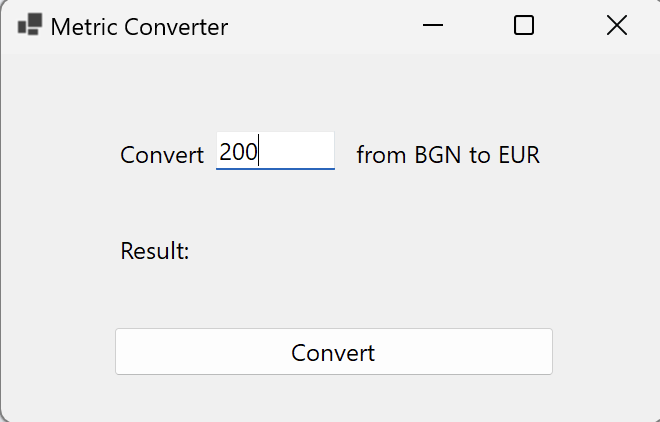 Metric Converter
Convert 200 from BGN to EUR
Result:
Convert